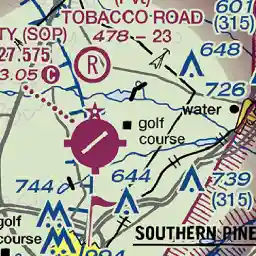 (Pvt)
TOBACCO ROAD
478 - 23
601
(315)
TY (SOP)
27.575
3.05 C
R
648
726
water
golf
course
644
744
739
(315)
golf
course
SOUTHERN PINE